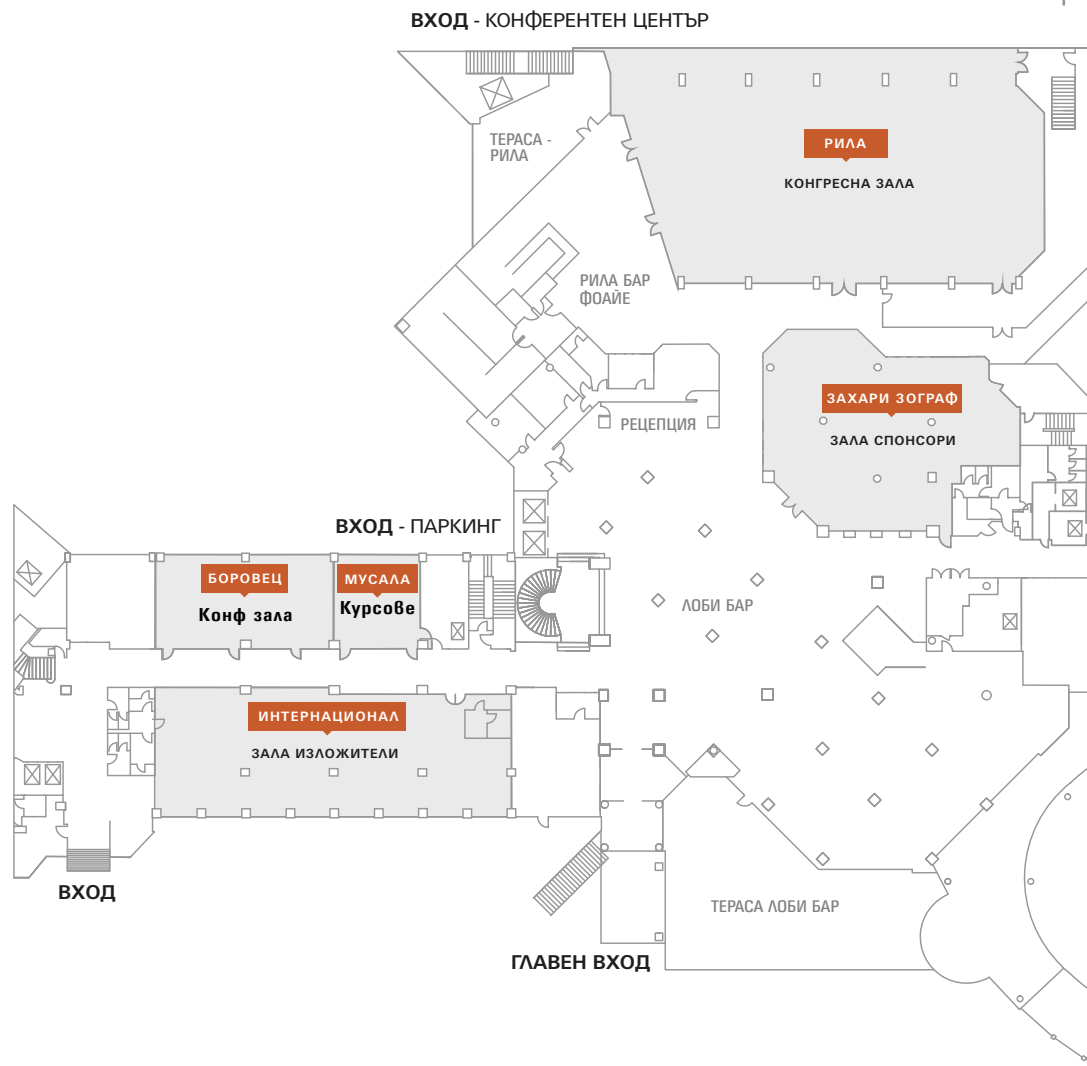 ВХОД - КОНФЕРЕНТЕН ЦЕНТЪР
ТЕРАСА -
РИЛА
РИЛА
КОНГРЕСНА ЗАЛА
РИЛА БАР
ФОАЙЕ
ЗАХАРИ ЗОГРАФ
ЗАЛА СПОНСОРИ
РЕЦЕПЦИЯ
ВХОД - ПАРКИНГ
БОРОВЕЦ
Конф зала
МУСАЛА
Курсове
ЛОБИ БАР
ИНТЕРНАЦИОНАЛ
ЗАЛА ИЗЛОЖИТЕЛИ
ВХОД
ТЕРАСА ЛОБИ БАР
ГЛАВЕН ВХОД